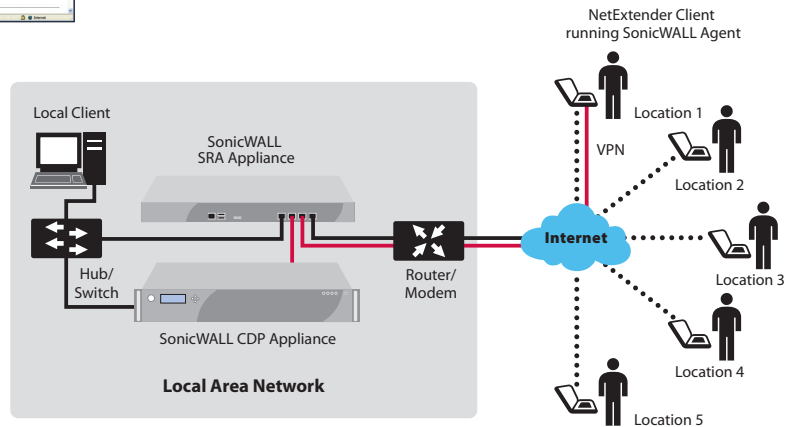 Internet
NetExtender Client
running SonicWALL Agent
Local Client
SonicWALL
SRA Appliance
Location 1
VPN
Location 2
Internet
Hub/
Switch
Router/
Modem
Location 3
SonicWALL CDP Appliance
Location 4
Local Area Network
Location 5